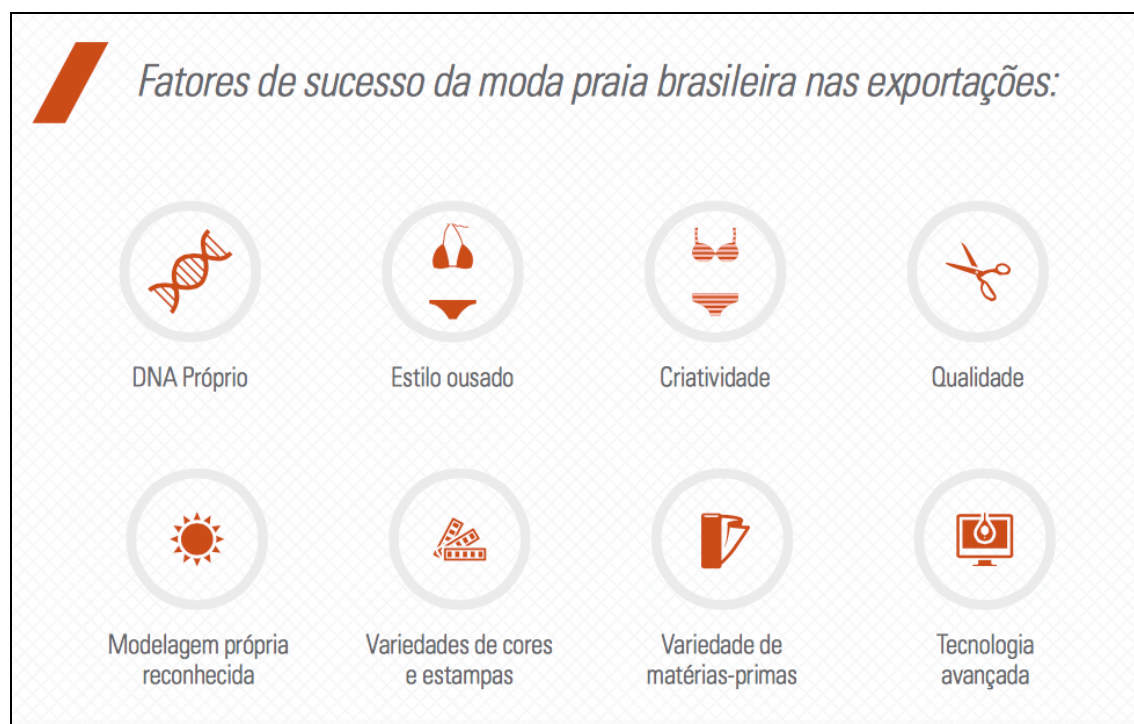 Fatores de sucesso da moda praia brasileira nas exportações:
DNA Próprio
Estilo ousado
Criatividade
Qualidade
Modelagem própria
reconhecida
Variedades de cores
e estampas
Variedade de
matérias-primas
Tecnologia
avançada